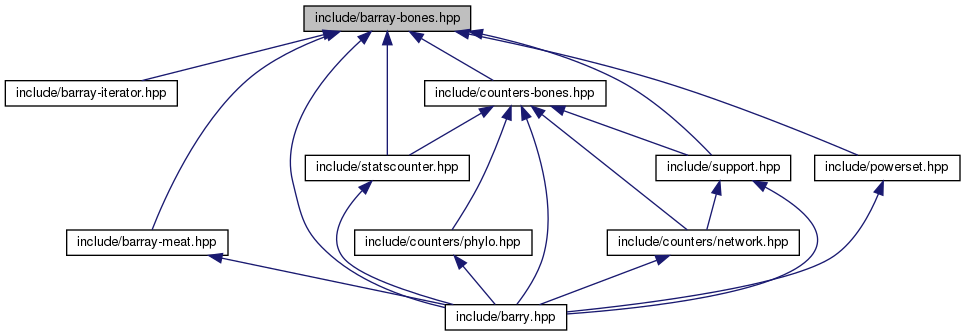 include/barray-bones.hpp
include/barray-iterator.hpp
include/counters-bones.hpp
include/statscounter.hpp
include/support.hpp
include/powerset.hpp
include/barray-meat.hpp
include/counters/phylo.hpp
include/counters/network.hpp
include/barry.hpp